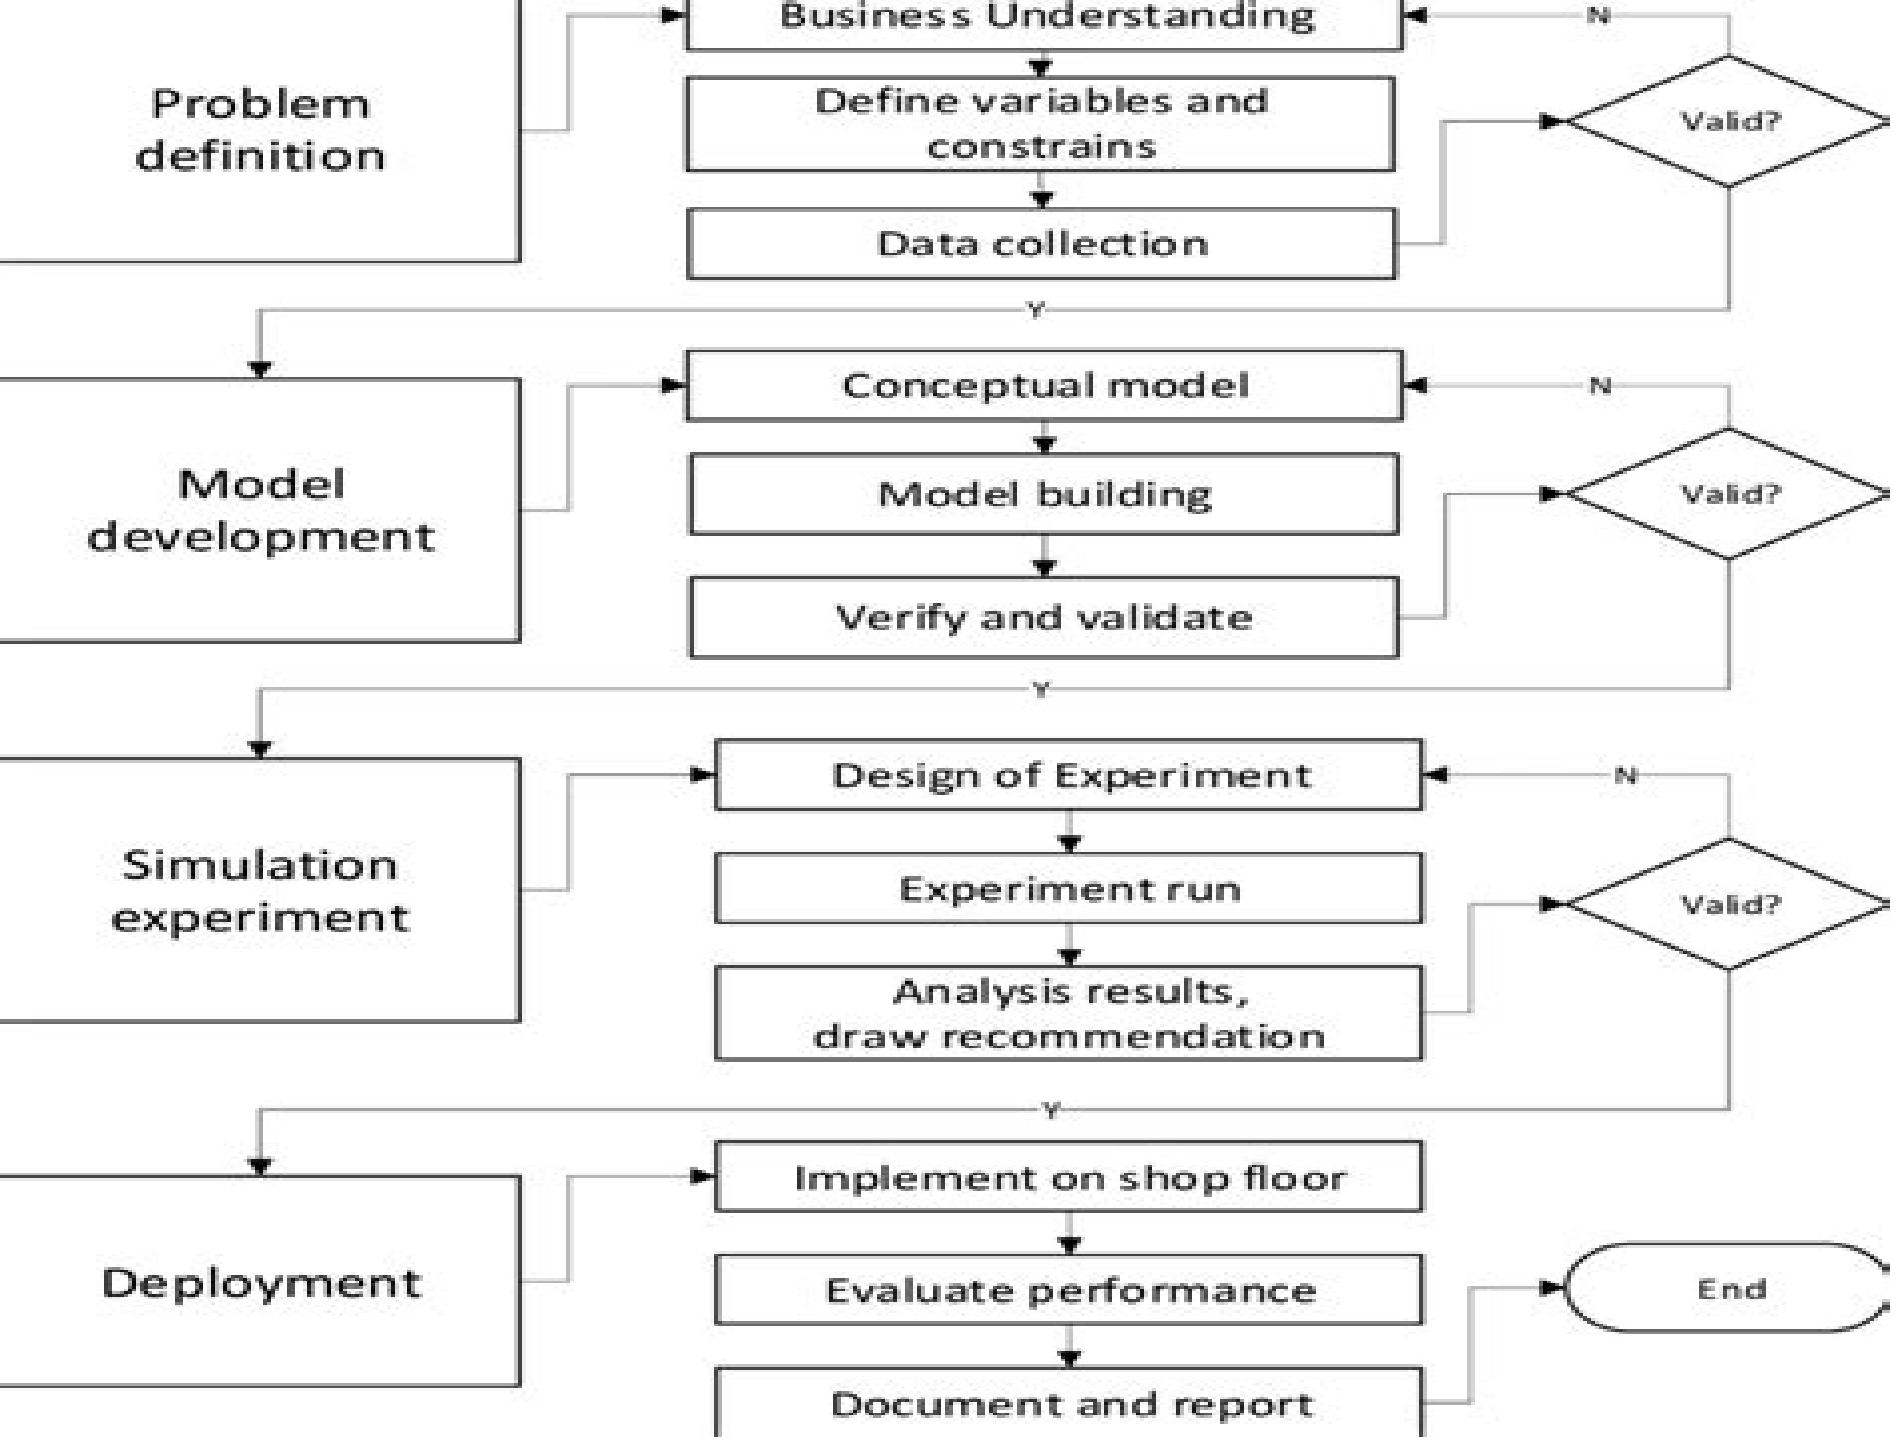 Business Understanding
N
Problem
definition
Define variables and
constrains
Valid?
Data collection
Y
Conceptual model
N
Model
development
Model building
Valid?
Verify and validate
Y
Design of Experiment
N
Simulation
experiment
Experiment run
Valid?
Analysis results,
draw recommendation
Y
Implement on shop floor
Deployment
Evaluate performance
End
Document and report